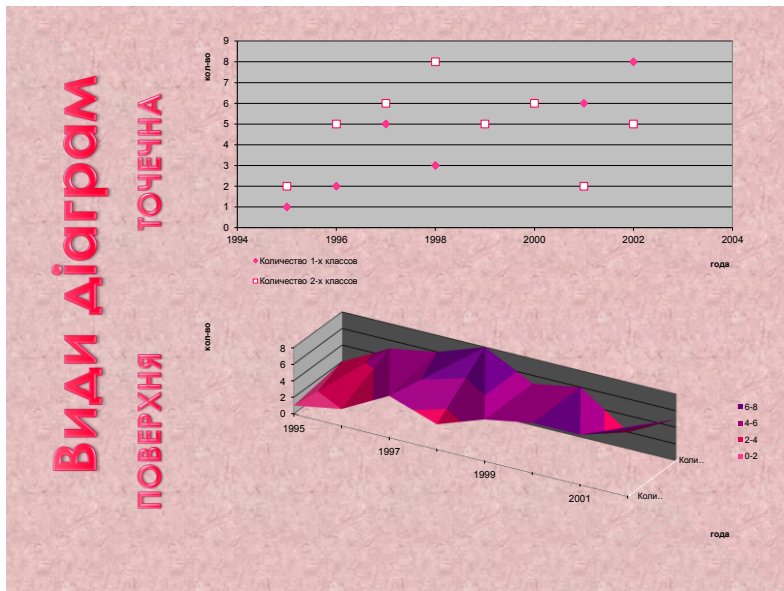 Види діаграм
ТОЧЕЧНА
кол-во
9
8
7
6
5
4
3
2
1
0
1994
1996
1998
2000
2002
2004
года
Количество 1-х классов
Количество 2-х классов
ПОВЕРХНЯ
кол-во
8
6
4
2
0
1995
1997
1999
2001
Коли..
Коли..
6-8
4-6
2-4
0-2
года